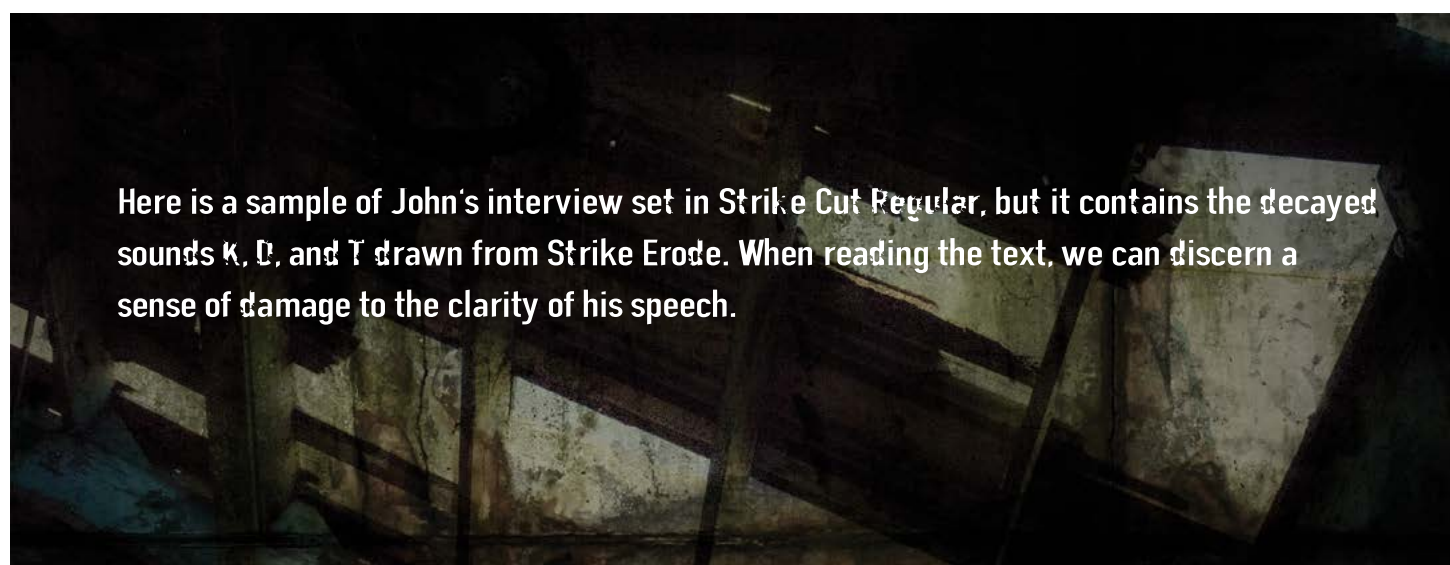 Here is a sample of John's interview set in Strike Cut Regular, but it contains the decayed
sounds K, D, and T drawn from Strike Erode. When reading the text, we can discern a
sense of damage to the clarity of his speech.